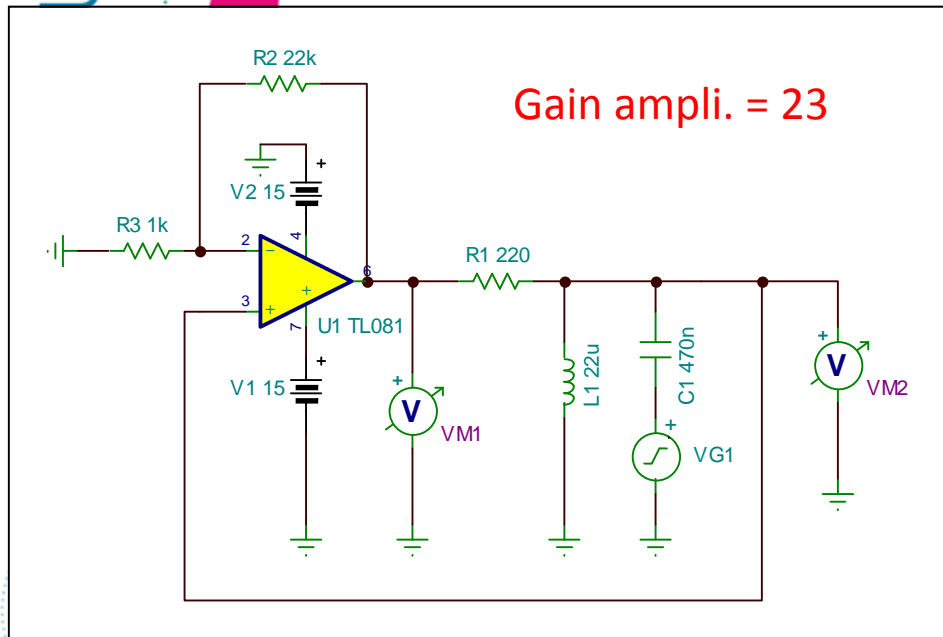 R2 22k
Gain ampli. = 23
+
V2 15
R3 1k
2
4
−
6
R1 220
3
+
+
U1 TL081
7
+
V1 15
+
V
VM1
L1 22u
C1 470n
+
VG1
+
V
VM2